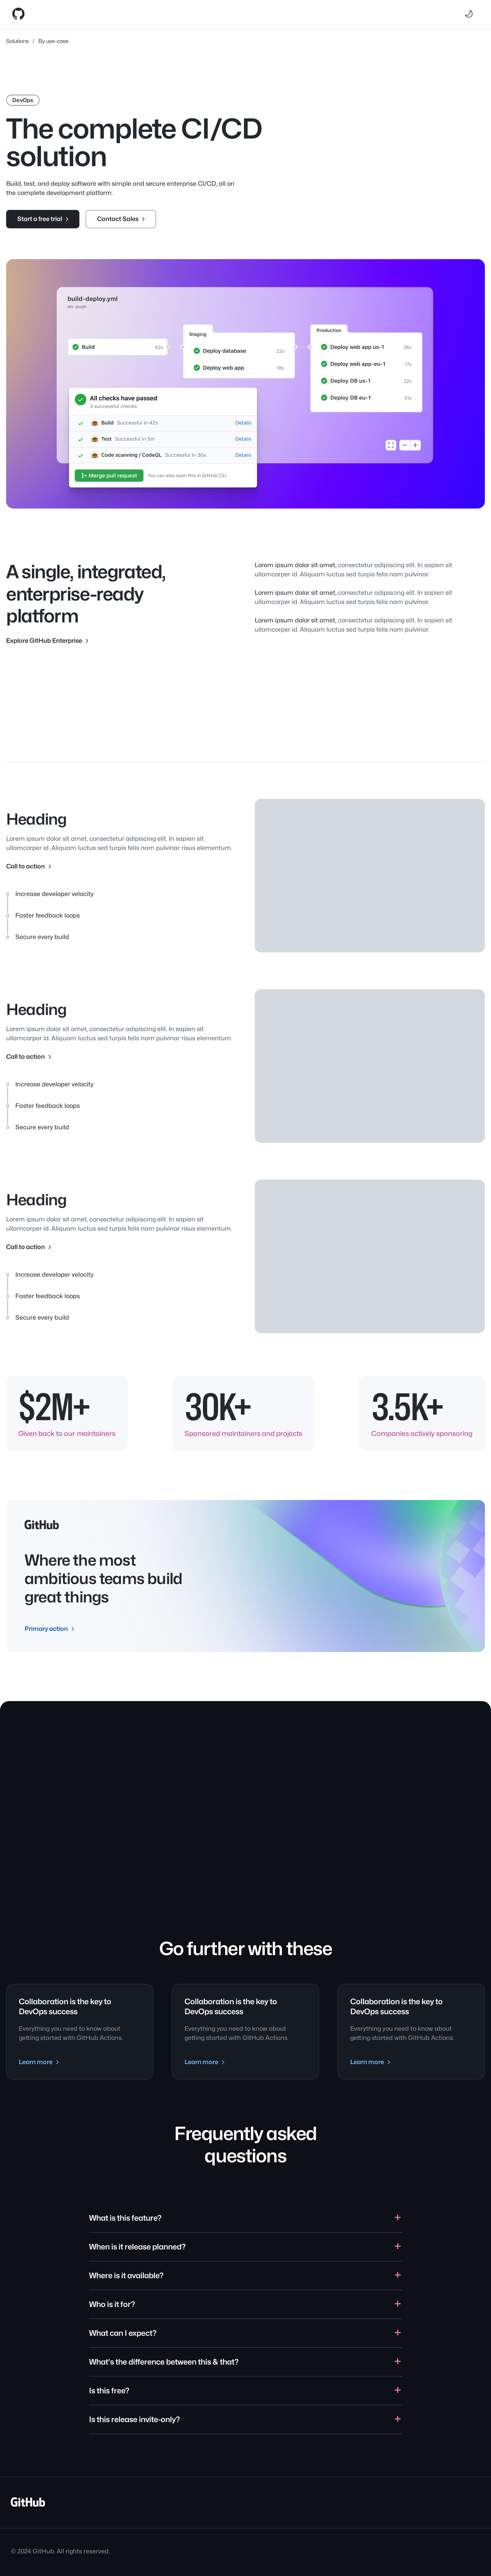 Solutions / By use-case
DevOps
The complete CI/CD
solution
Build, test, and deploy software with simple and secure enterprise CI/CD, all on
the complete development platform.
Start a free trial
Contact Sales
build-deploy.yml
on: push
Build 42s
Staging
Deploy database 22s
Deploy web app 16s
Production
Deploy web app us-1 26s
Deploy web app-eu-1 17s
Deploy DB us-1 22s
Deploy DB eu-1 31s
All checks have passed
3 successful checks
Build Successful in 42s Details
Test Successful in 5m Details
Code scanning / CodeQL Successful in 30s Details
Merge pull request
You can also open this in GitHub CLI
A single, integrated,
enterprise-ready
platform
Explore GitHub Enterprise
Lorem ipsum dolor sit amet, consectetur adipiscing elit. In sapien sit
ullamcorper id. Aliquam luctus sed turpis felis nam pulvinar.
Lorem ipsum dolor sit amet, consectetur adipiscing elit. In sapien sit
ullamcorper id. Aliquam luctus sed turpis felis nam pulvinar.
Lorem ipsum dolor sit amet, consectetur adipiscing elit. In sapien sit
ullamcorper id. Aliquam luctus sed turpis felis nam pulvinar.
Heading
Lorem ipsum dolor sit amet, consectetur adipiscing elit. In sapien sit
ullamcorper id. Aliquam luctus sed turpis felis nam pulvinar risus elementum.
Call to action
Increase developer velocity
Faster feedback loops
Secure every build
Heading
Lorem ipsum dolor sit amet, consectetur adipiscing elit. In sapien sit
ullamcorper id. Aliquam luctus sed turpis felis nam pulvinar risus elementum.
Call to action
Increase developer velocity
Faster feedback loops
Secure every build
Heading
Lorem ipsum dolor sit amet, consectetur adipiscing elit. In sapien sit
ullamcorper id. Aliquam luctus sed turpis felis nam pulvinar risus elementum.
Call to action
Increase developer velocity
Faster feedback loops
Secure every build
$2M+
Given back to our maintainers
30K+
Sponsored maintainers and projects
3.5K+
Companies actively sponsoring
GitHub
Where the most
ambitious teams build
great things
Primary action
Go further with these
Collaboration is the key to
DevOps success
Everything you need to know about
getting started with GitHub Actions.
Learn more
Collaboration is the key to
DevOps success
Everything you need to know about
getting started with GitHub Actions.
Learn more
Collaboration is the key to
DevOps success
Everything you need to know about
getting started with GitHub Actions.
Learn more
Frequently asked
questions
What is this feature?
When is it release planned?
Where is it available?
Who is it for?
What can I expect?
What's the difference between this & that?
Is this free?
Is this release invite-only?
GitHub
© 2024 GitHub. All rights reserved.